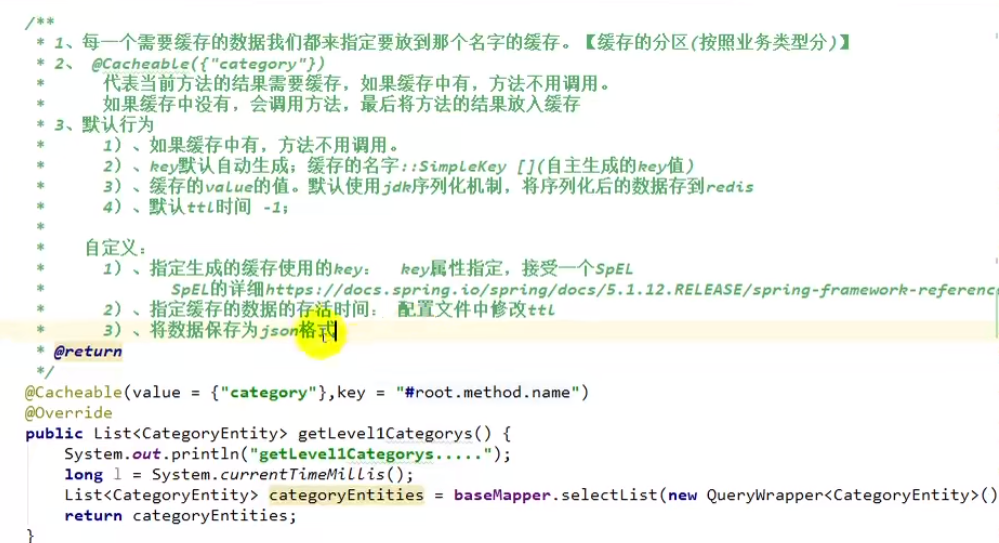 /**
* 1、每一个需要缓存的数据我们都来指定要放到那个名字的缓存。【缓存的分区(按照业务类型分)】
* 2、 @Cacheable({"category"})
* 代表当前方法的结果需要缓存，如果缓存中有，方法不用调用。
* 如果缓存中没有，会调用方法，最后将方法的结果放入缓存
* 3、默认行为
* 1）、如果缓存中有，方法不用调用。
* 2）、key默认自动生成；缓存的名字::SimpleKey [](自主生成的key值)
* 3）、缓存的value的值。默认使用jdk序列化机制，将序列化后的数据存到redis
* 4）、默认ttl时间 -1；
*
* 自定义：
* 1）、指定生成的缓存使用的key： key属性指定，接受一个SpEL
* SpEL的详细https://docs.spring.io/spring/docs/5.1.12.RELEASE/spring-framework-referenc
* 2）、指定缓存的数据的存活时间： 配置文件中修改ttl
* 3）、将数据保存为json格式
* @return
*/
@Cacheable(value = {"category"},key = "#root.method.name")
@Override
public List<CategoryEntity> getLevel1Categorys() {
System.out.println("getLevel1Categorys.....");
long l = System.currentTimeMillis();
List<CategoryEntity> categoryEntities = baseMapper.selectList(new QueryWrapper<CategoryEntity>()
return categoryEntities;
}